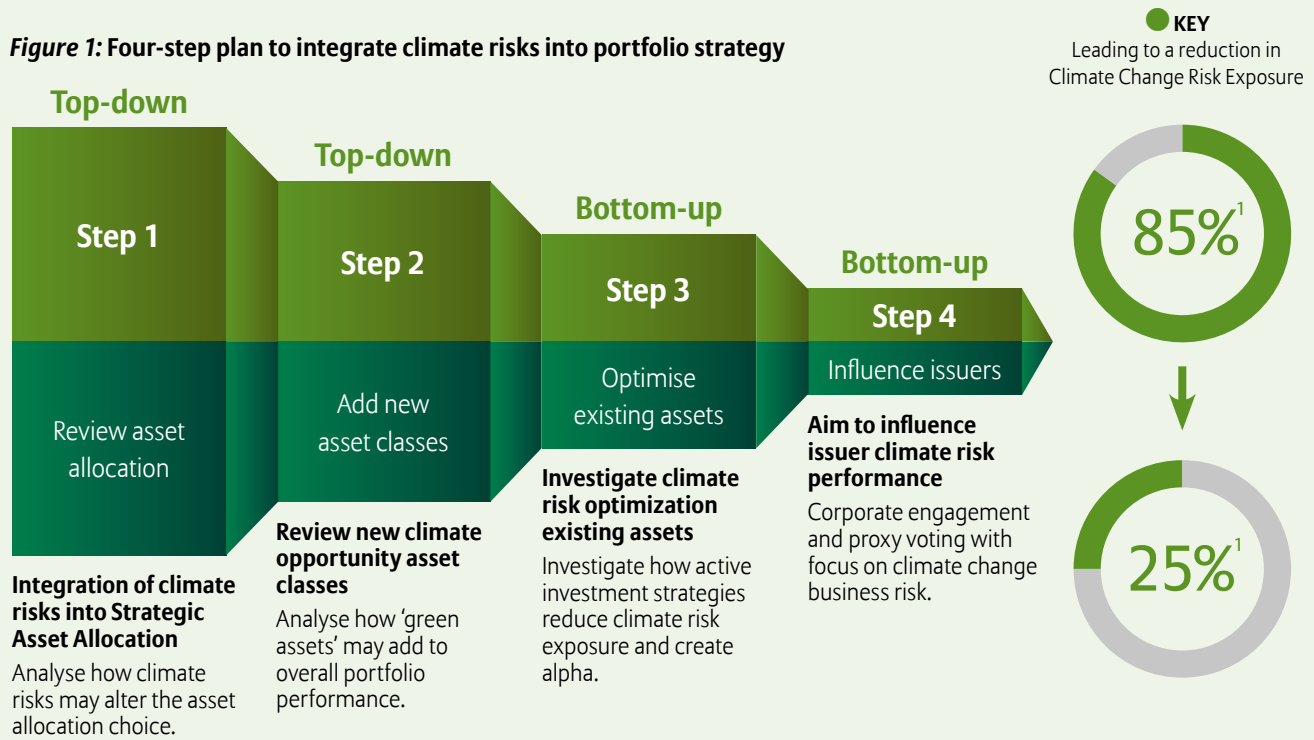 Figure 1: Four-step plan to integrate climate risks into portfolio strategy
KEY
Leading to a reduction in
Climate Change Risk Exposure
Top-down
Step 1
Review asset
allocation
Integration of climate
risks into Strategic
Asset Allocation
Analyse how climate
risks may alter the asset
allocation choice.
Top-down
Step 2
Add new
asset classes
Review new climate
opportunity asset
classes
Analyse how ‘green
assets’ may add to
overall portfolio
performance.
Bottom-up
Step 3
Optimise
existing assets
Investigate climate
risk optimization
existing assets
Investigate how active
investment strategies
reduce climate risk
exposure and create
alpha.
Bottom-up
Step 4
Influence issuers
Aim to influence
issuer climate risk
performance
Corporate engagement
and proxy voting with
focus on climate change
business risk.
85%1
25%1